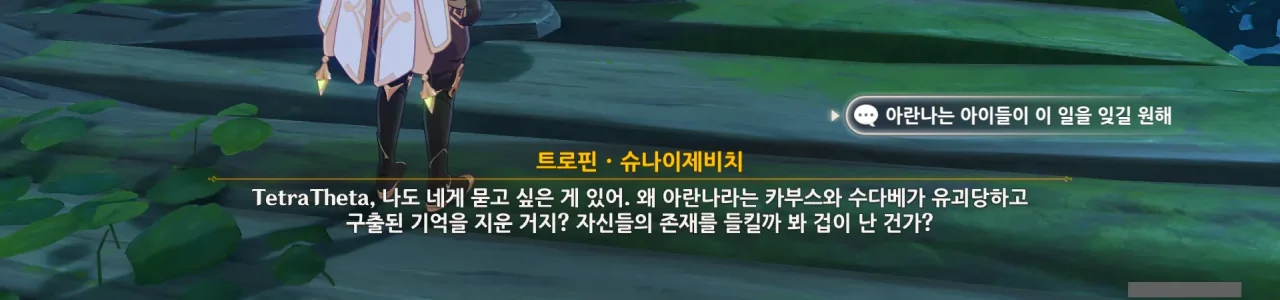 아란나는 아이들이 이 일을 잊길 원해
트로핀 · 슈나이제비치
TetraTheta, 나도 네게 묻고 싶은 게 있어. 왜 아란나라는 카부스와 수다베가 유괴당하고
구출된 기억을 지운 거지? 자신들의 존재를 들킬까 봐 겁이 난 건가?